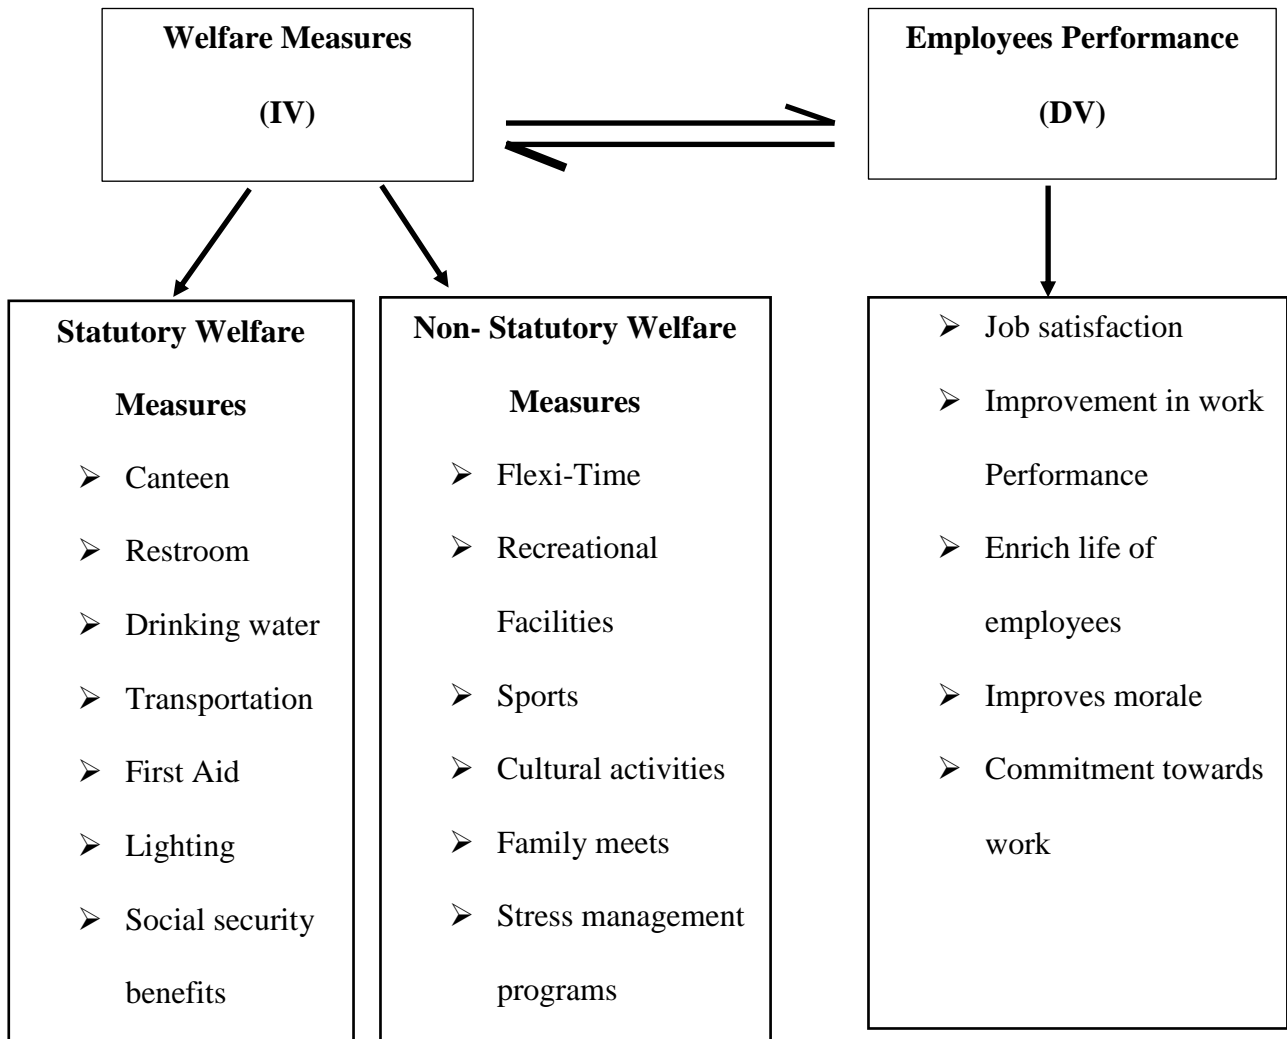 Welfare Measures
(IV)
Employees Performance
(DV)
Statutory Welfare
Measures
➢ Canteen
➢ Restroom
➢ Drinking water
➢ Transportation
➢ First Aid
➢ Lighting
➢ Social security
benefits
Non- Statutory Welfare
Measures
➢ Flexi-Time
➢ Recreational
Facilities
➢ Sports
➢ Cultural activities
➢ Family meets
➢ Stress management
programs
➢ Job satisfaction
➢ Improvement in work
Performance
➢ Enrich life of
employees
➢ Improves morale
➢ Commitment towards
work